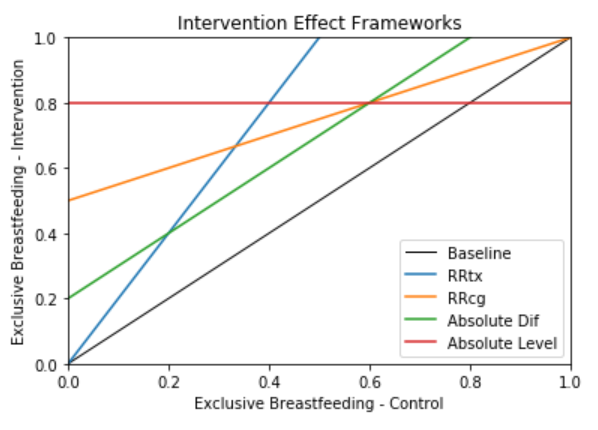 Intervention Effect Frameworks
Exclusive Breastfeeding - Intervention
1.0
0.8
0.6
0.4
0.2
0.0
Baseline
RRtx
RRcg
Absolute Dif
Absolute Level
0.0 0.2 0.4 0.6 0.8 1.0
Exclusive Breastfeeding - Control